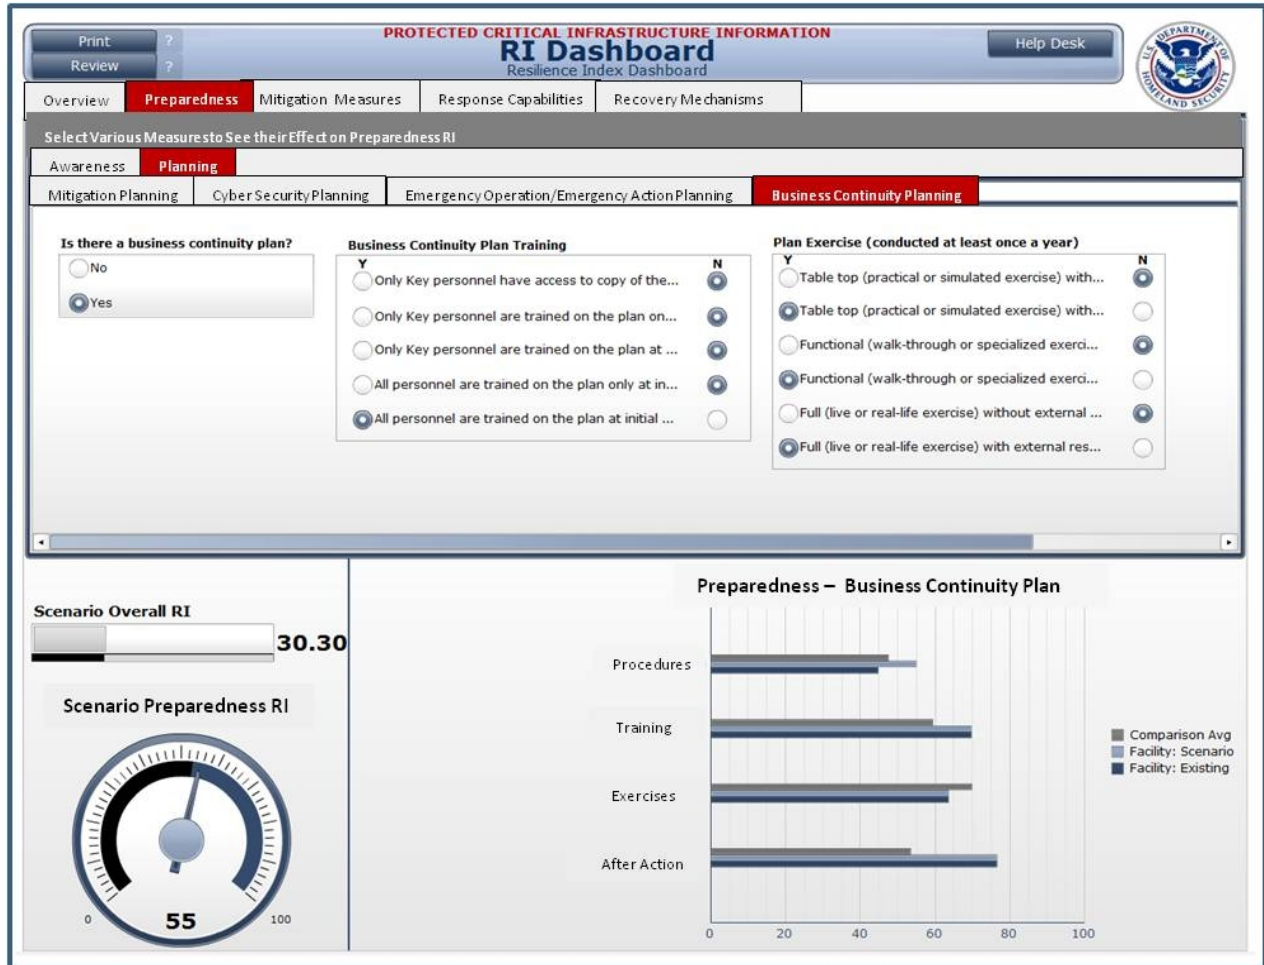 PROTECTED CRITICAL INFRASTRUCTURE INFORMATION
Print ?
RI Dashboard
Help Desk
Review ?
Resilience Index Dashboard
U.S. DEPARTMENT OF HOMELAND SECURITY
Overview Preparedness Mitigation Measures Response Capabilities Recovery Mechanisms
Select Various Measuresto See their Effect on Preparedness RI
Awareness Planning
Mitigation Planning Cyber Security Planning Emergency Operation/Emergency Action Planning Business Continuity Planning
Is there a business continuity plan?
No
Yes
Business Continuity Plan Training
Y N
Only Key personnel have access to copy of the...
Only Key personnel are trained on the plan on...
Only Key personnel are trained on the plan at ...
All personnel are trained on the plan only at in...
All personnel are trained on the plan at initial ...
Plan Exercise (conducted at least once a year)
Y N
Table top (practical or simulated exercise) with...
Table top (practical or simulated exercise) with...
Functional (walk-through or specialized exerci...
Functional (walk-through or specialized exerci...
Full (live or real-life exercise) without external ...
Full (live or real-life exercise) with external res...
Scenario Overall RI
30.30
Scenario Preparedness RI
0 55 100
Preparedness – Business Continuity Plan
Procedures
Training
Exercises
After Action
0 20 40 60 80 100
Comparison Avg
Facility: Scenario
Facility: Existing